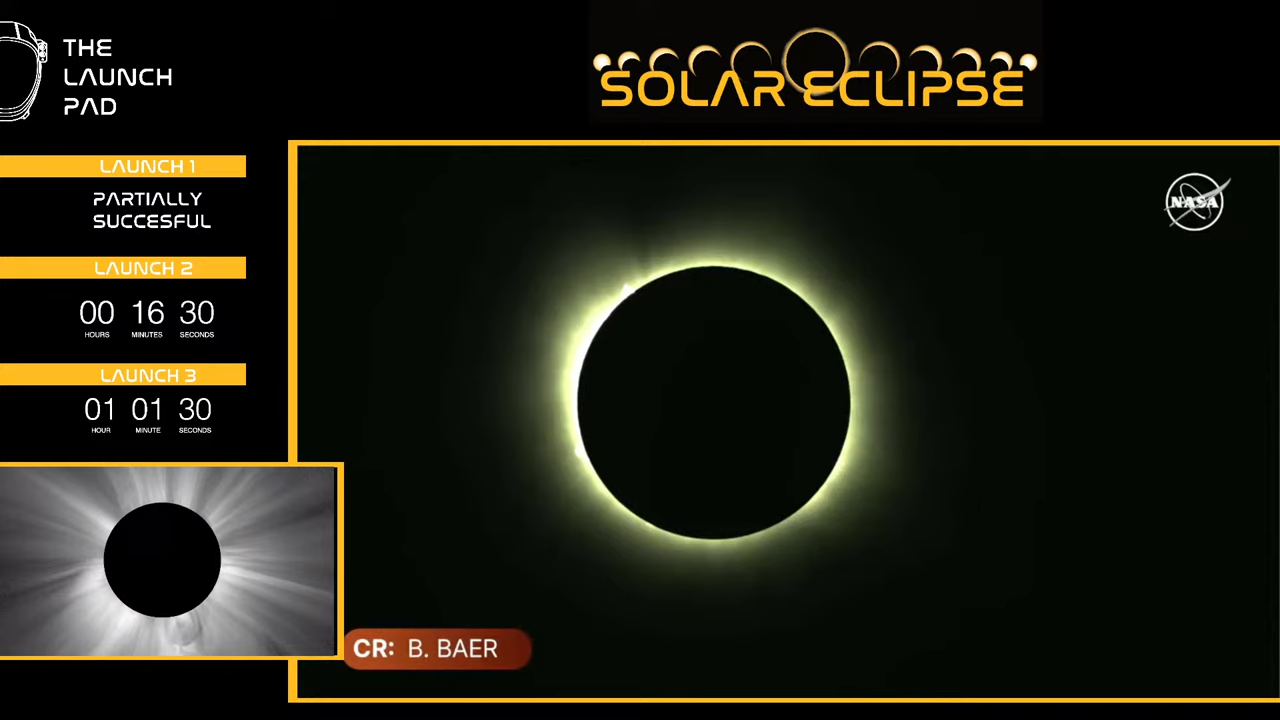 THE
LAUNCH
PAD
SOLAR ECLIPSE
LAUNCH 1
PARTIALLY
SUCCESFUL
LAUNCH 2
00 16 30
HOURS MINUTES SECONDS
LAUNCH 3
01 01 30
HOUR MINUTE SECONDS
NASA
CR: B. BAER